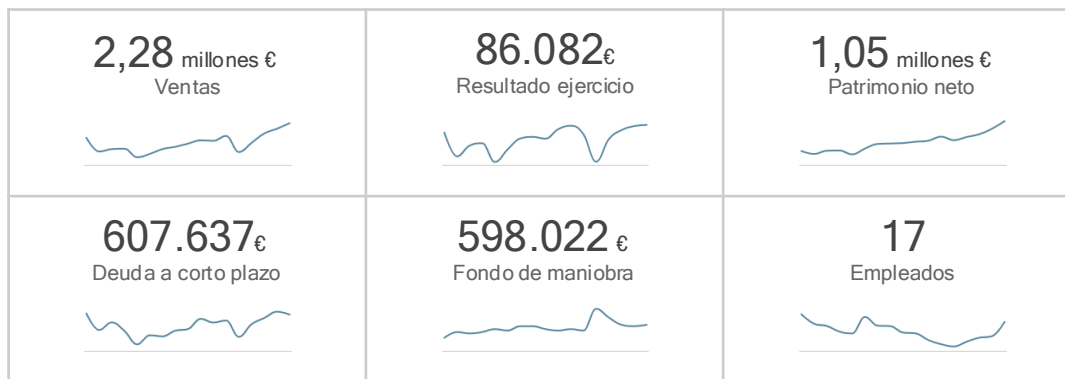 2,28 millones €
Ventas
86.082€
Resultado ejercicio
1,05 millones €
Patrimonio neto
607.637€
Deuda a corto plazo
598.022 €
Fondo de maniobra
17
Empleados